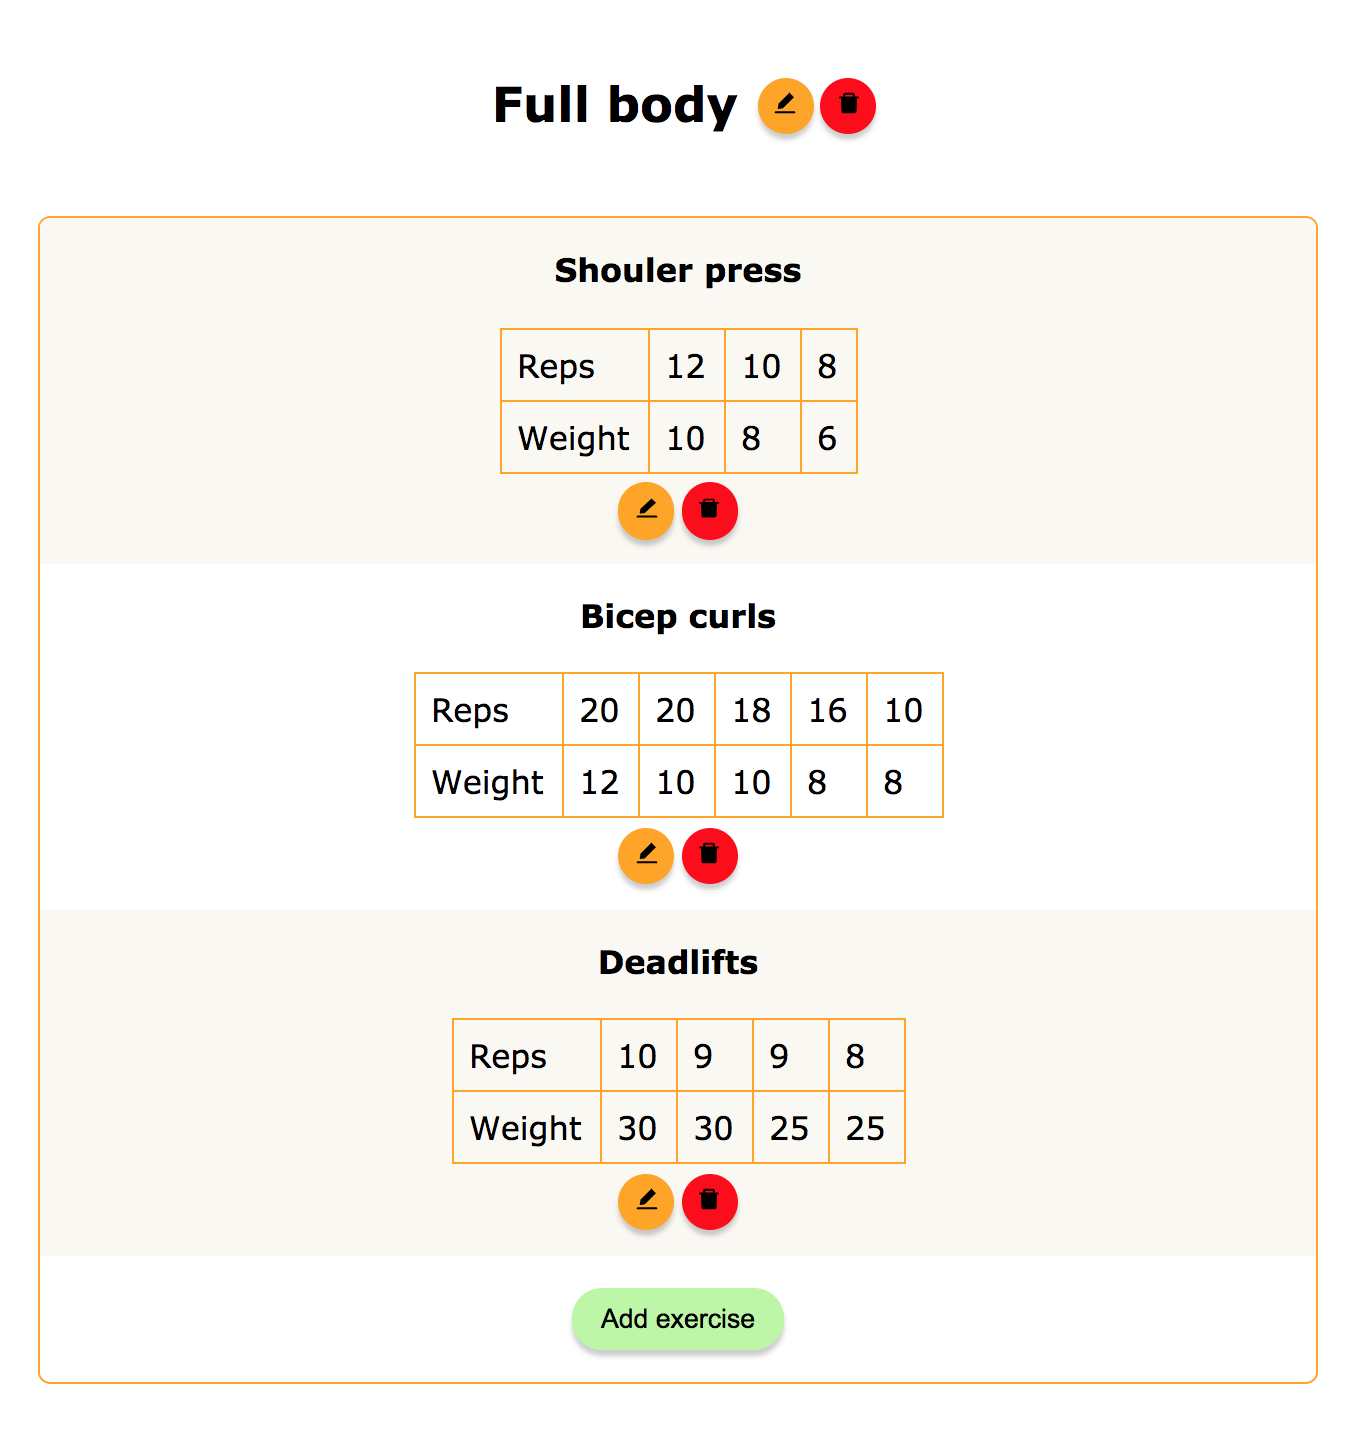 Full body
Shouler press
Reps 12 10 8
Weight 10 8 6
Bicep curls
Reps 20 20 18 16 10
Weight 12 10 10 8 8
Deadlifts
Reps 10 9 9 8
Weight 30 30 25 25
Add exercise